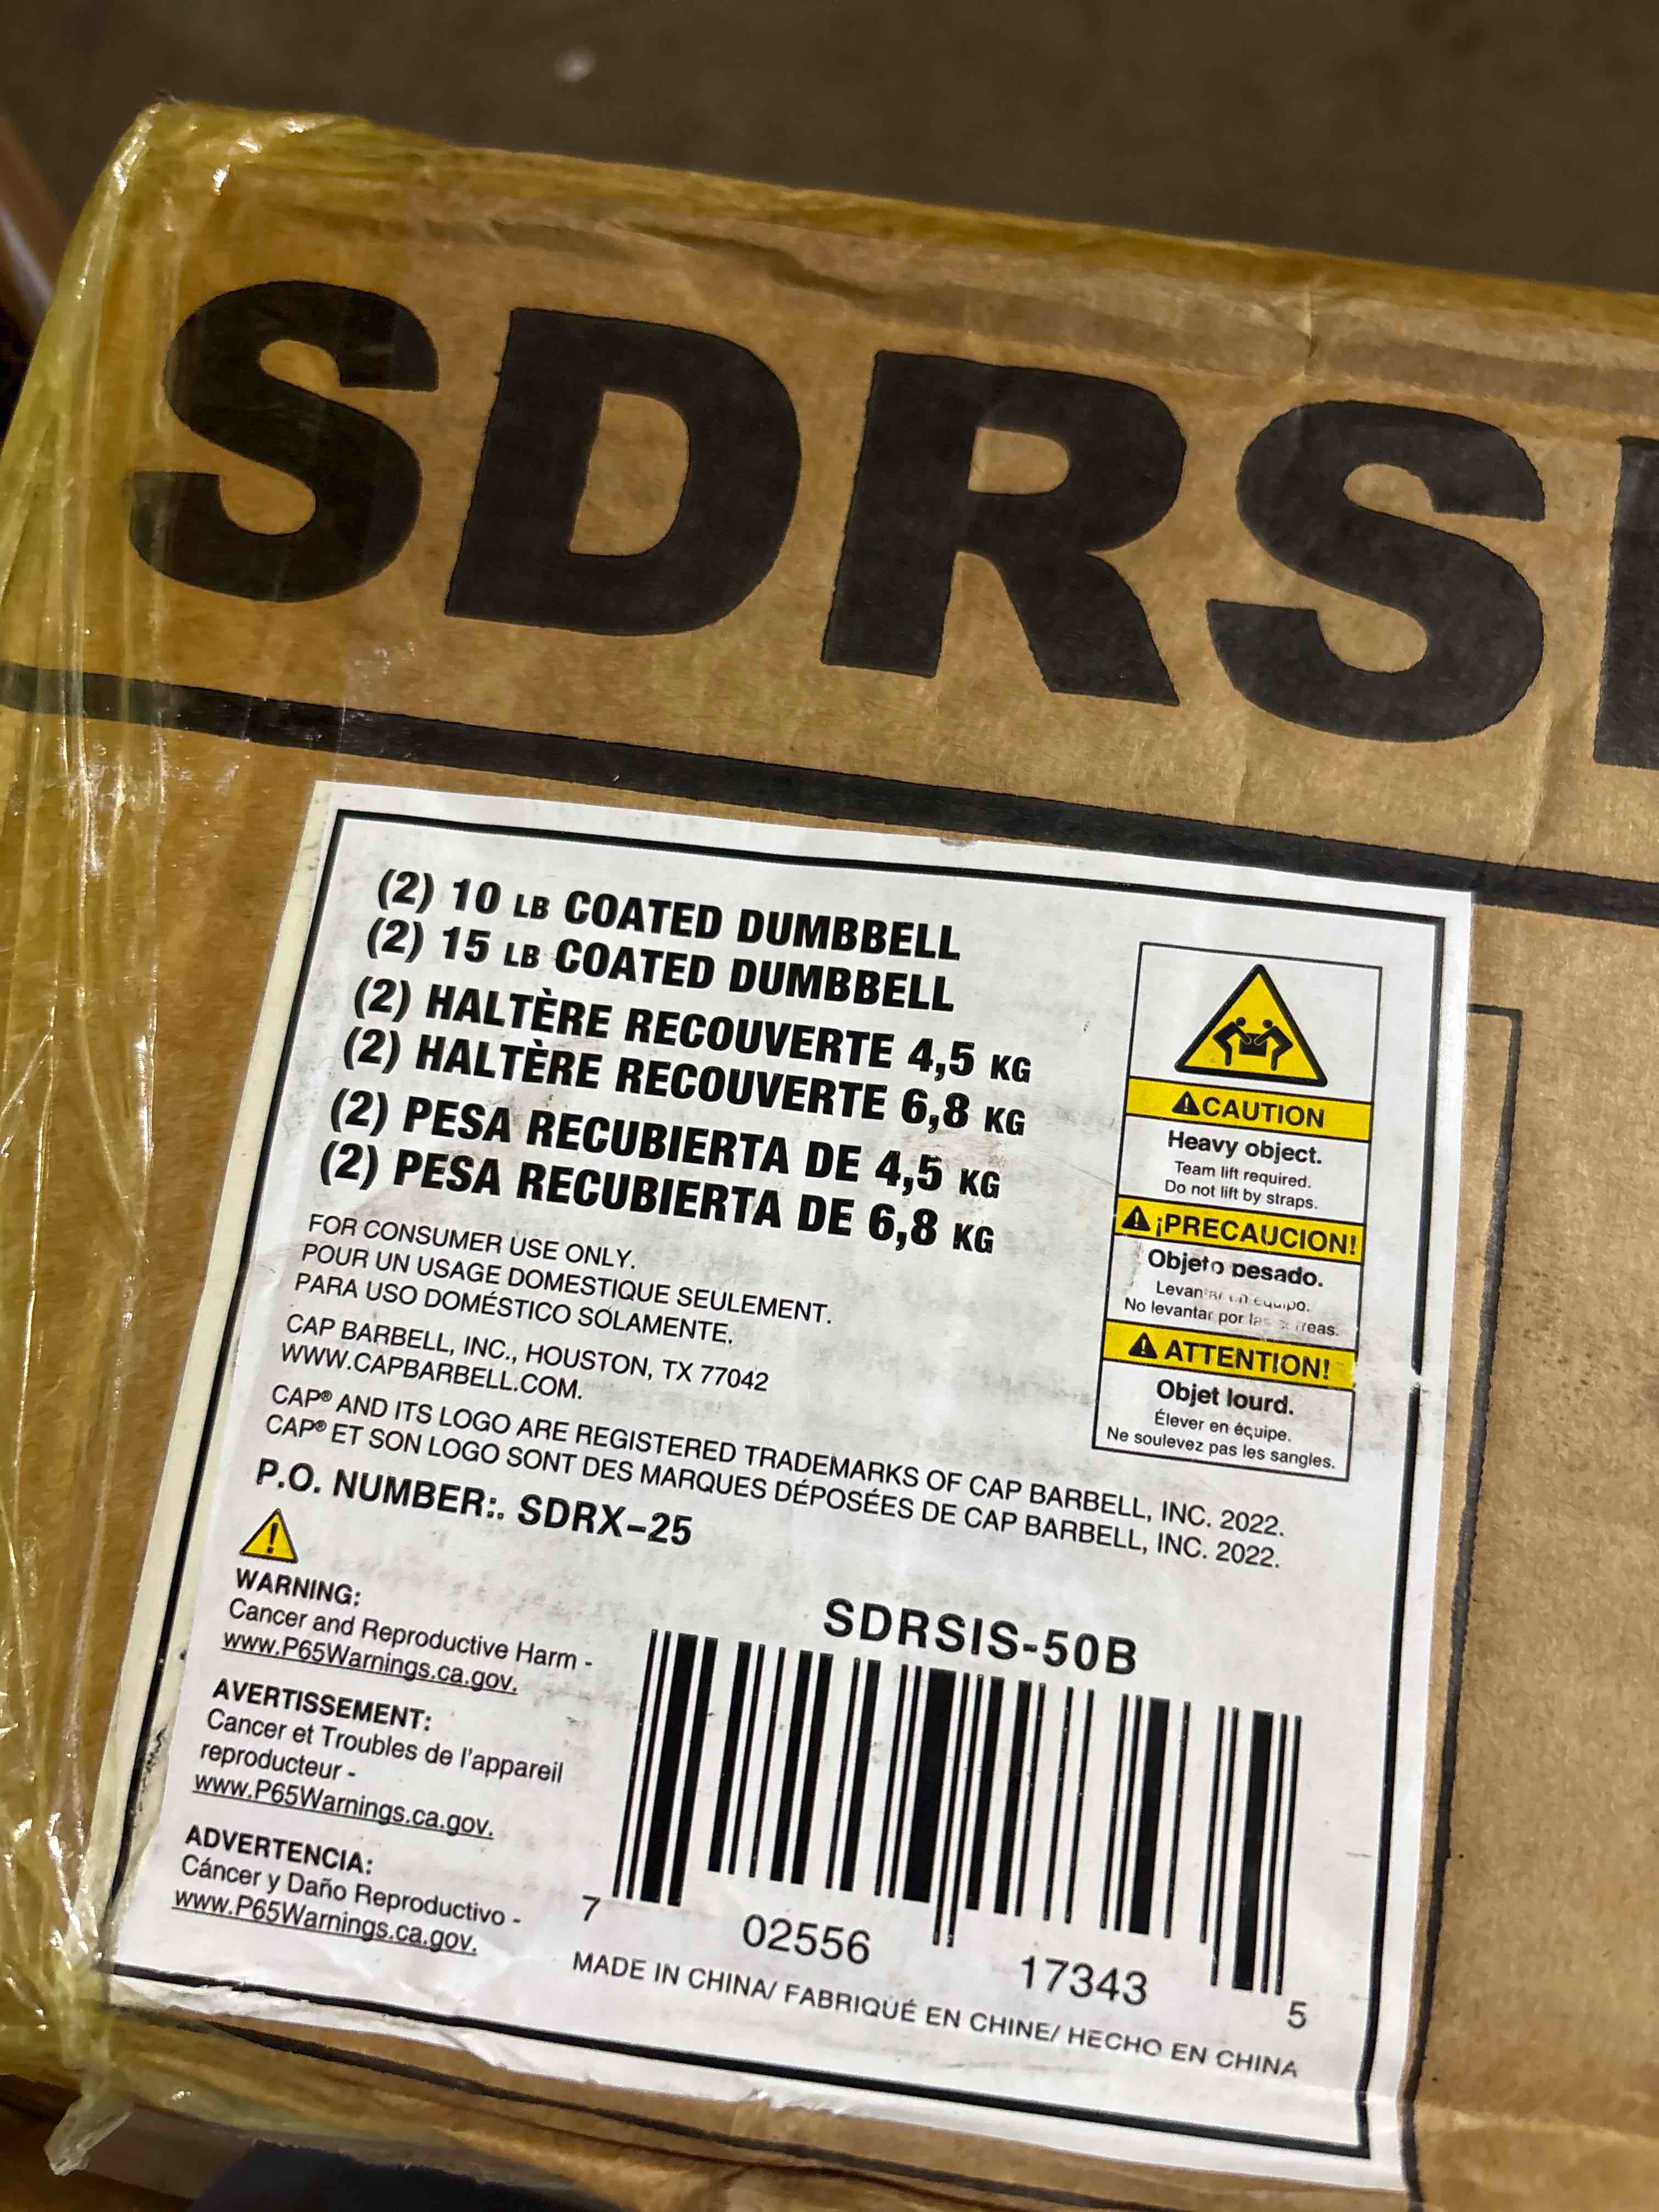 SDRS
(2) 10 LB COATED DUMBBELL
(2) 15 LB COATED DUMBBELL
(2) HALTÈRE RECOUVERTE 4,5 KG
(2) HALTÈRE RECOUVERTE 6,8 KG
(2) PESA RECUBIERTA DE 4,5 KG
(2) PESA RECUBIERTA DE 6,8 KG
FOR CONSUMER USE ONLY.
POUR UN USAGE DOMESTIQUE SEULEMENT.
PARA USO DOMÉSTICO SOLAMENTE.
CAP BARBELL, INC., HOUSTON, TX 77042
WWW.CAPBARBELL.COM.
CAP® AND ITS LOGO ARE REGISTERED TRADEMARKS OF CAP BARBELL, INC. 2022.
CAP® ET SON LOGO SONT DES MARQUES DÉPOSÉES DE CAP BARBELL, INC. 2022.
P.O. NUMBER:. SDRX-25
CAUTION
Heavy object.
Team lift required.
Do not lift by straps.
¡PRECAUCION!
Objeto pesado.
equipo.
No levantar por
ATTENTION!
Objet lourd.
Élever en équipe.
Ne soulevez pas les sangles.
WARNING:
Cancer and Reproductive Harm -
www.P65Warnings.ca.gov.
AVERTISSEMENT:
Cancer et Troubles de l'appareil
reproducteur -
www.P65Warnings.ca.gov.
ADVERTENCIA:
Cáncer y Daño Reproductivo -
www.P65Warnings.ca.gov.
SDRSIS-50B
7 02556 17343 5
MADE IN CHINA/ FABRIQUÉ EN CHINE/ HECHO EN CHINA